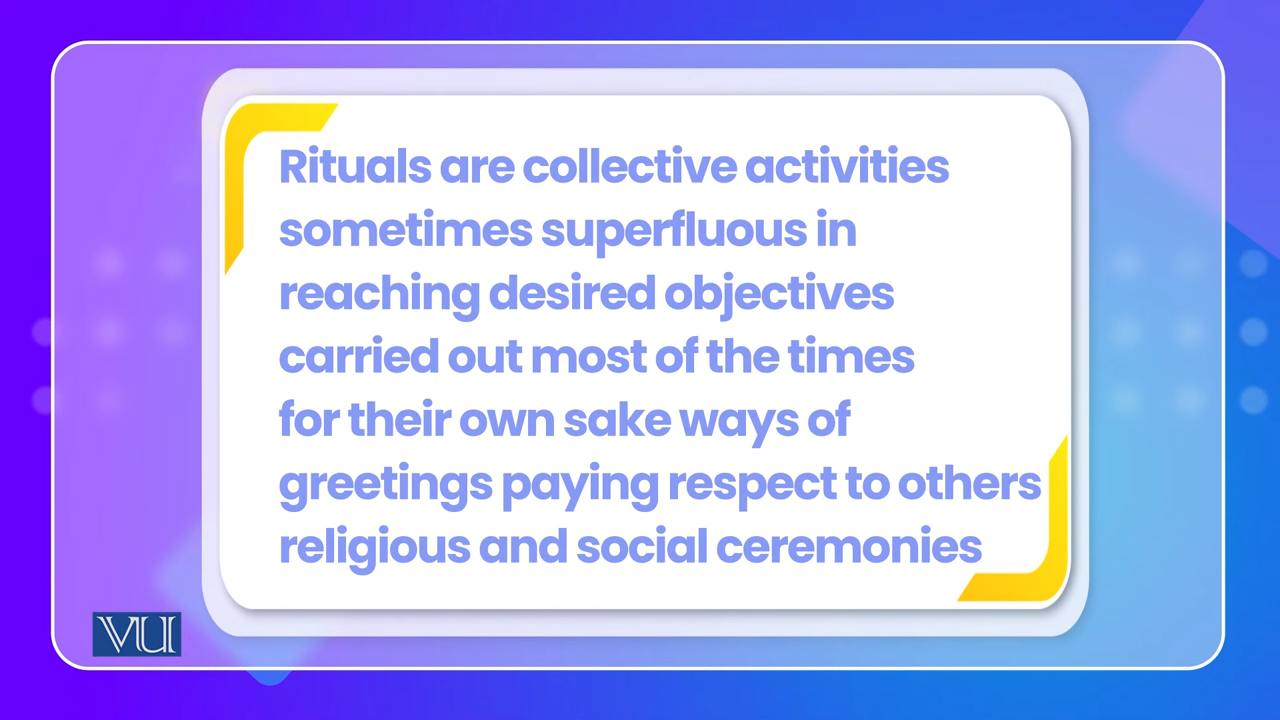 Rituals are collective activities
sometimes superfluous in
reaching desired objectives
carried out most of the times
for their own sake ways of
greetings paying respect to others
religious and social ceremonies
VU